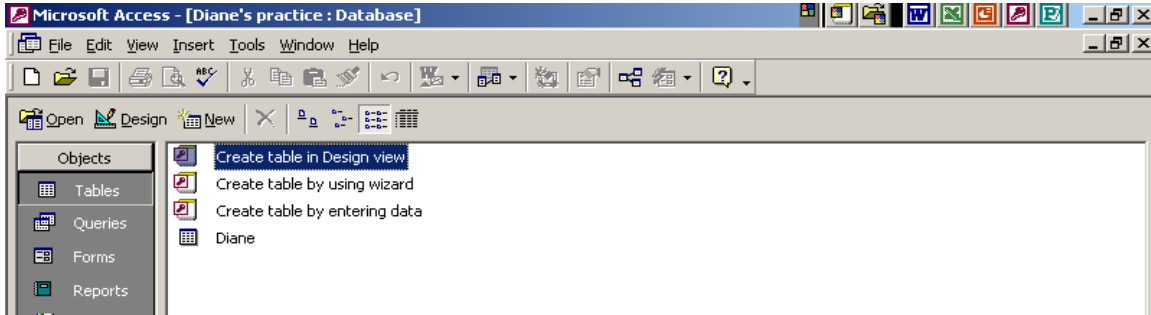 Microsoft Access - [Diane's practice : Database]
File Edit View Insert Tools Window Help
Open Design New
Objects
Create table in Design view
Tables
Create table by using wizard
Create table by entering data
Queries
Diane
Forms
Reports